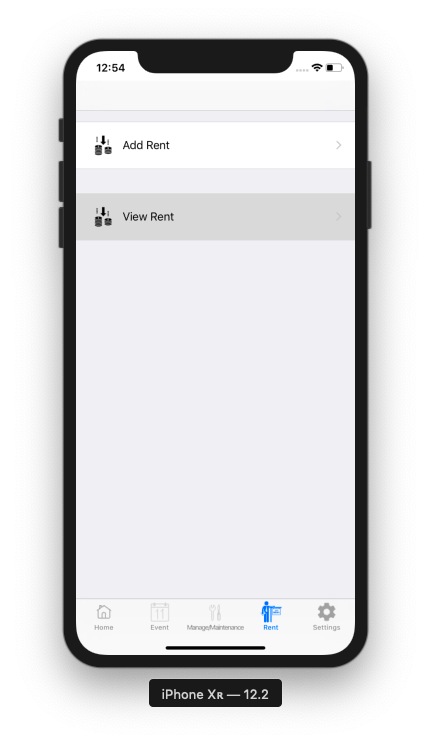 12:54
Add Rent
View Rent
Home
Event
Manage/Maintenance
Rent
Settings
iPhone Xʀ — 12.2